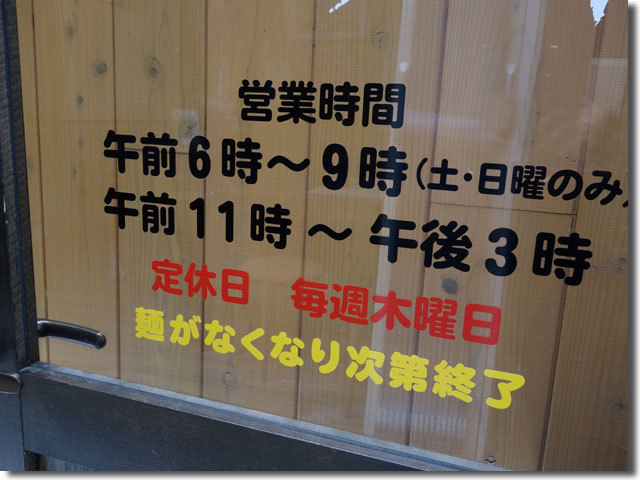 営業時間
午前6時～9時(土・日曜のみ)
午前11時～午後3時
定休日 毎週木曜日
麺がなくなり次第終了